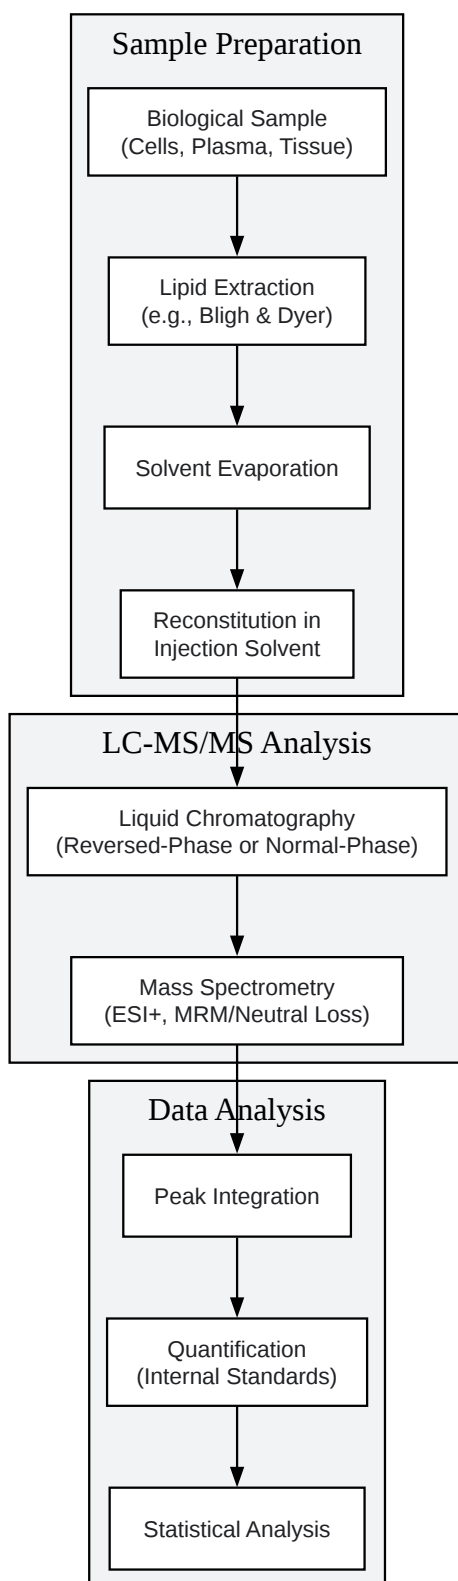 Sample Preparation
Biological Sample
(Cells, Plasma, Tissue)
Lipid Extraction
(e.g., Bligh & Dyer)
Solvent Evaporation
Reconstitution in
Injection Solvent
LC-MS/MS Analysis
Liquid Chromatography
(Reversed-Phase or Normal-Phase)
Mass Spectrometry
(ESI+, MRM/Neutral Loss)
Data Analysis
Peak Integration
Quantification
(Internal Standards)
Statistical Analysis